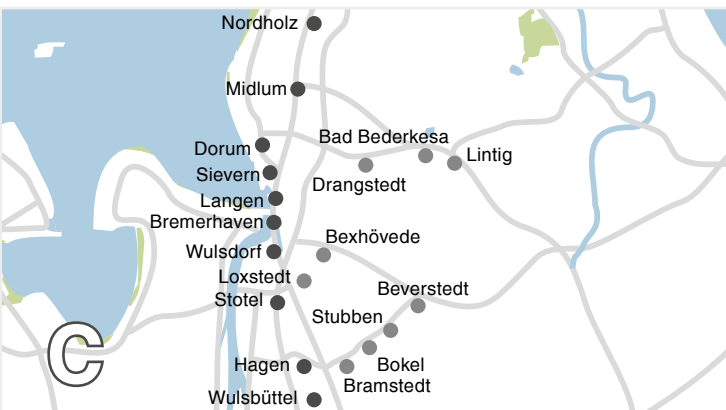 Nordholz
Midlum
Bad Bederkesa
Dorum
Lintig
Sievern
Drangstedt
Langen
Bremerhaven
Bexhövede
Wulsdorf
Loxstedt
Beverstedt
Stotel
Stubben
C
Hagen
Bokel
Bramstedt
Wulsbüttel